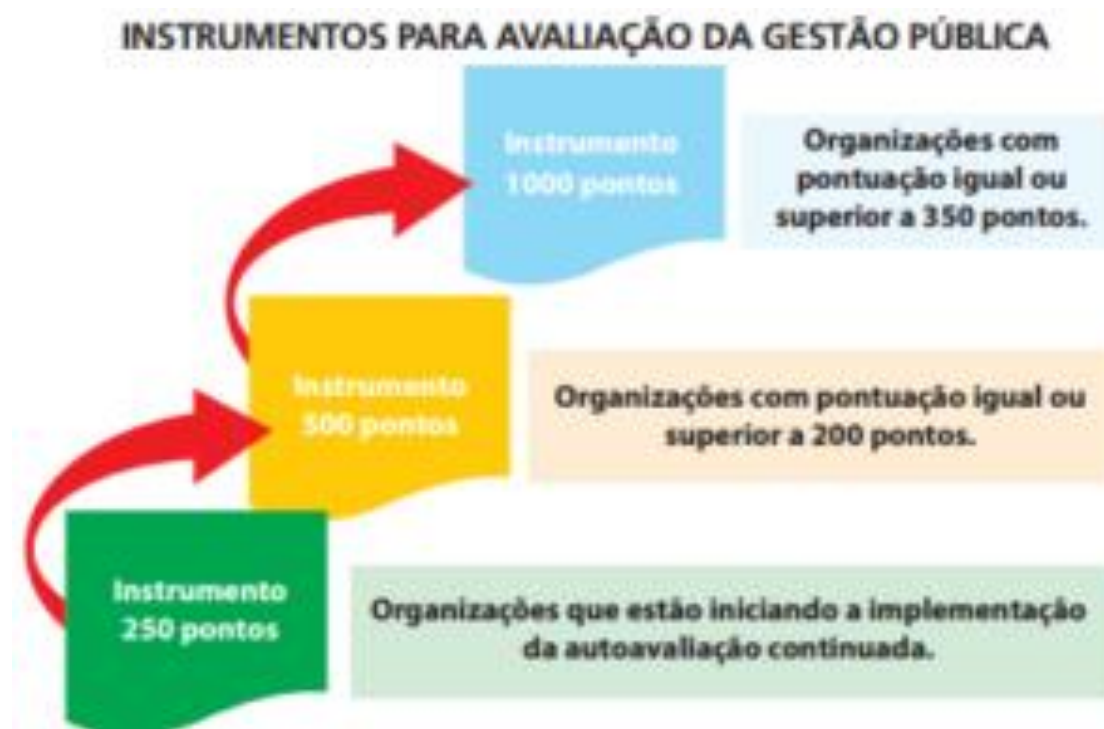 INSTRUMENTOS PARA AVALIAÇÃO DA GESTÃO PÚBLICA
Instrumento
1000 pontos
Organizações com
pontuação igual ou
superior a 350 pontos.
Instrumento
500 pontos
Organizações com pontuação igual ou
superior a 200 pontos.
Instrumento
250 pontos
Organizações que estão iniciando a implementação
da autoavaliação continuada.